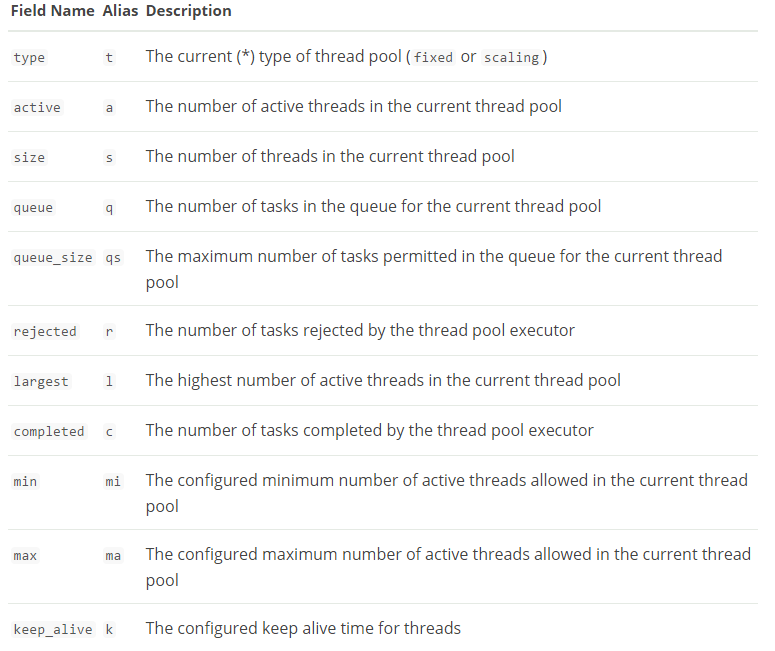 Field Name Alias Description
type t The current (*) type of thread pool (fixed or scaling)
active a The number of active threads in the current thread pool
size s The number of threads in the current thread pool
queue q The number of tasks in the queue for the current thread pool
queue_size qs The maximum number of tasks permitted in the queue for the current thread
pool
rejected r The number of tasks rejected by the thread pool executor
largest l The highest number of active threads in the current thread pool
completed c The number of tasks completed by the thread pool executor
min mi The configured minimum number of active threads allowed in the current thread
pool
max ma The configured maximum number of active threads allowed in the current thread
pool
keep_alive k The configured keep alive time for threads